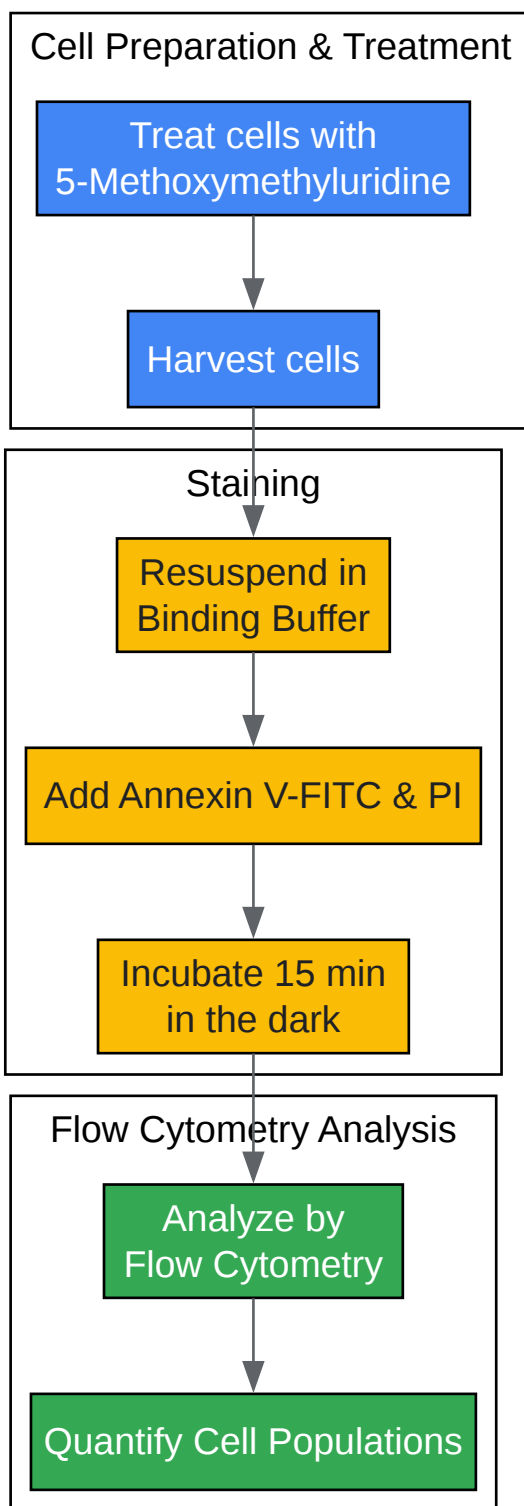 Cell Preparation & Treatment
Treat cells with
5-Methoxymethyluridine
Harvest cells
Staining
Resuspend in
Binding Buffer
Add Annexin V-FITC & PI
Incubate 15 min
in the dark
Flow Cytometry Analysis
Analyze by
Flow Cytometry
Quantify Cell Populations